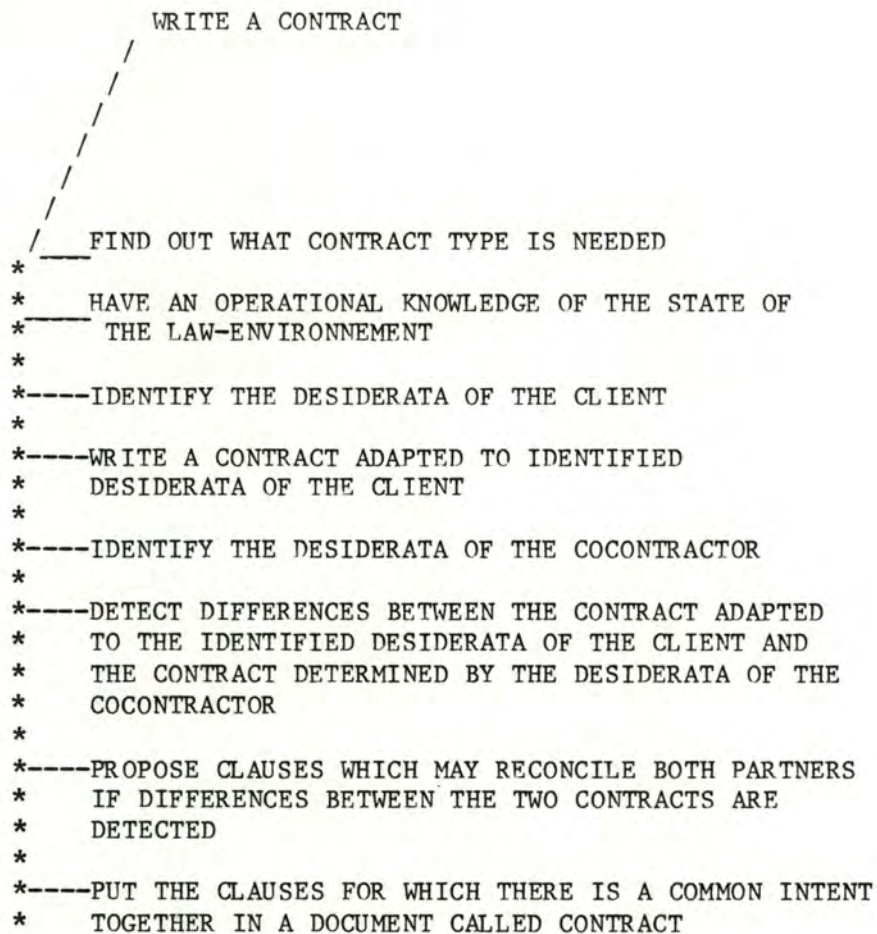 WRITE A CONTRACT
/
/
/
/
/
/
/___FIND OUT WHAT CONTRACT TYPE IS NEEDED
*
*____HAVE AN OPERATIONAL KNOWLEDGE OF THE STATE OF
* THE LAW-ENVIRONNEMENT
*
*----IDENTIFY THE DESIDERATA OF THE CLIENT
*
*----WRITE A CONTRACT ADAPTED TO IDENTIFIED
* DESIDERATA OF THE CLIENT
*
*----IDENTIFY THE DESIDERATA OF THE COCONTRACTOR
*
*----DETECT DIFFERENCES BETWEEN THE CONTRACT ADAPTED
* TO THE IDENTIFIED DESIDERATA OF THE CLIENT AND
* THE CONTRACT DETERMINED BY THE DESIDERATA OF THE
* COCONTRACTOR
*
*----PROPOSE CLAUSES WHICH MAY RECONCILE BOTH PARTNERS
* IF DIFFERENCES BETWEEN THE TWO CONTRACTS ARE
* DETECTED
*
*----PUT THE CLAUSES FOR WHICH THERE IS A COMMON INTENT
* TOGETHER IN A DOCUMENT CALLED CONTRACT